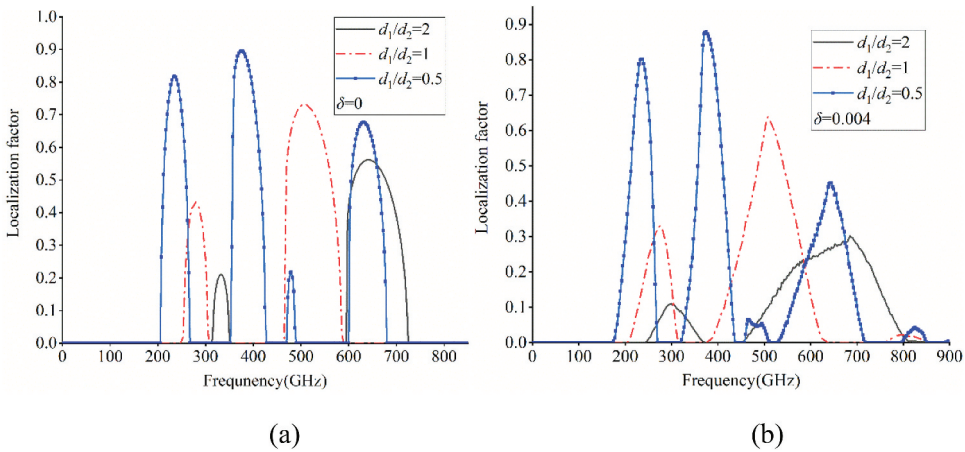 1.0
0.9
0.8
0.7
0.6
0.5
0.4
0.3
0.2
0.1
0.0
Localization factor
d1/d2=2
d1/d2=1
d1/d2=0.5
δ=0
0 100 200 300 400 500 600 700 800
Frequnency(GHz)
(a)
0.9
0.8
0.7
0.6
0.5
0.4
0.3
0.2
0.1
0.0
Localization factor
d1/d2=2
d1/d2=1
d1/d2=0.5
δ=0.004
0 100 200 300 400 500 600 700 800 900
Frequency(GHz)
(b)